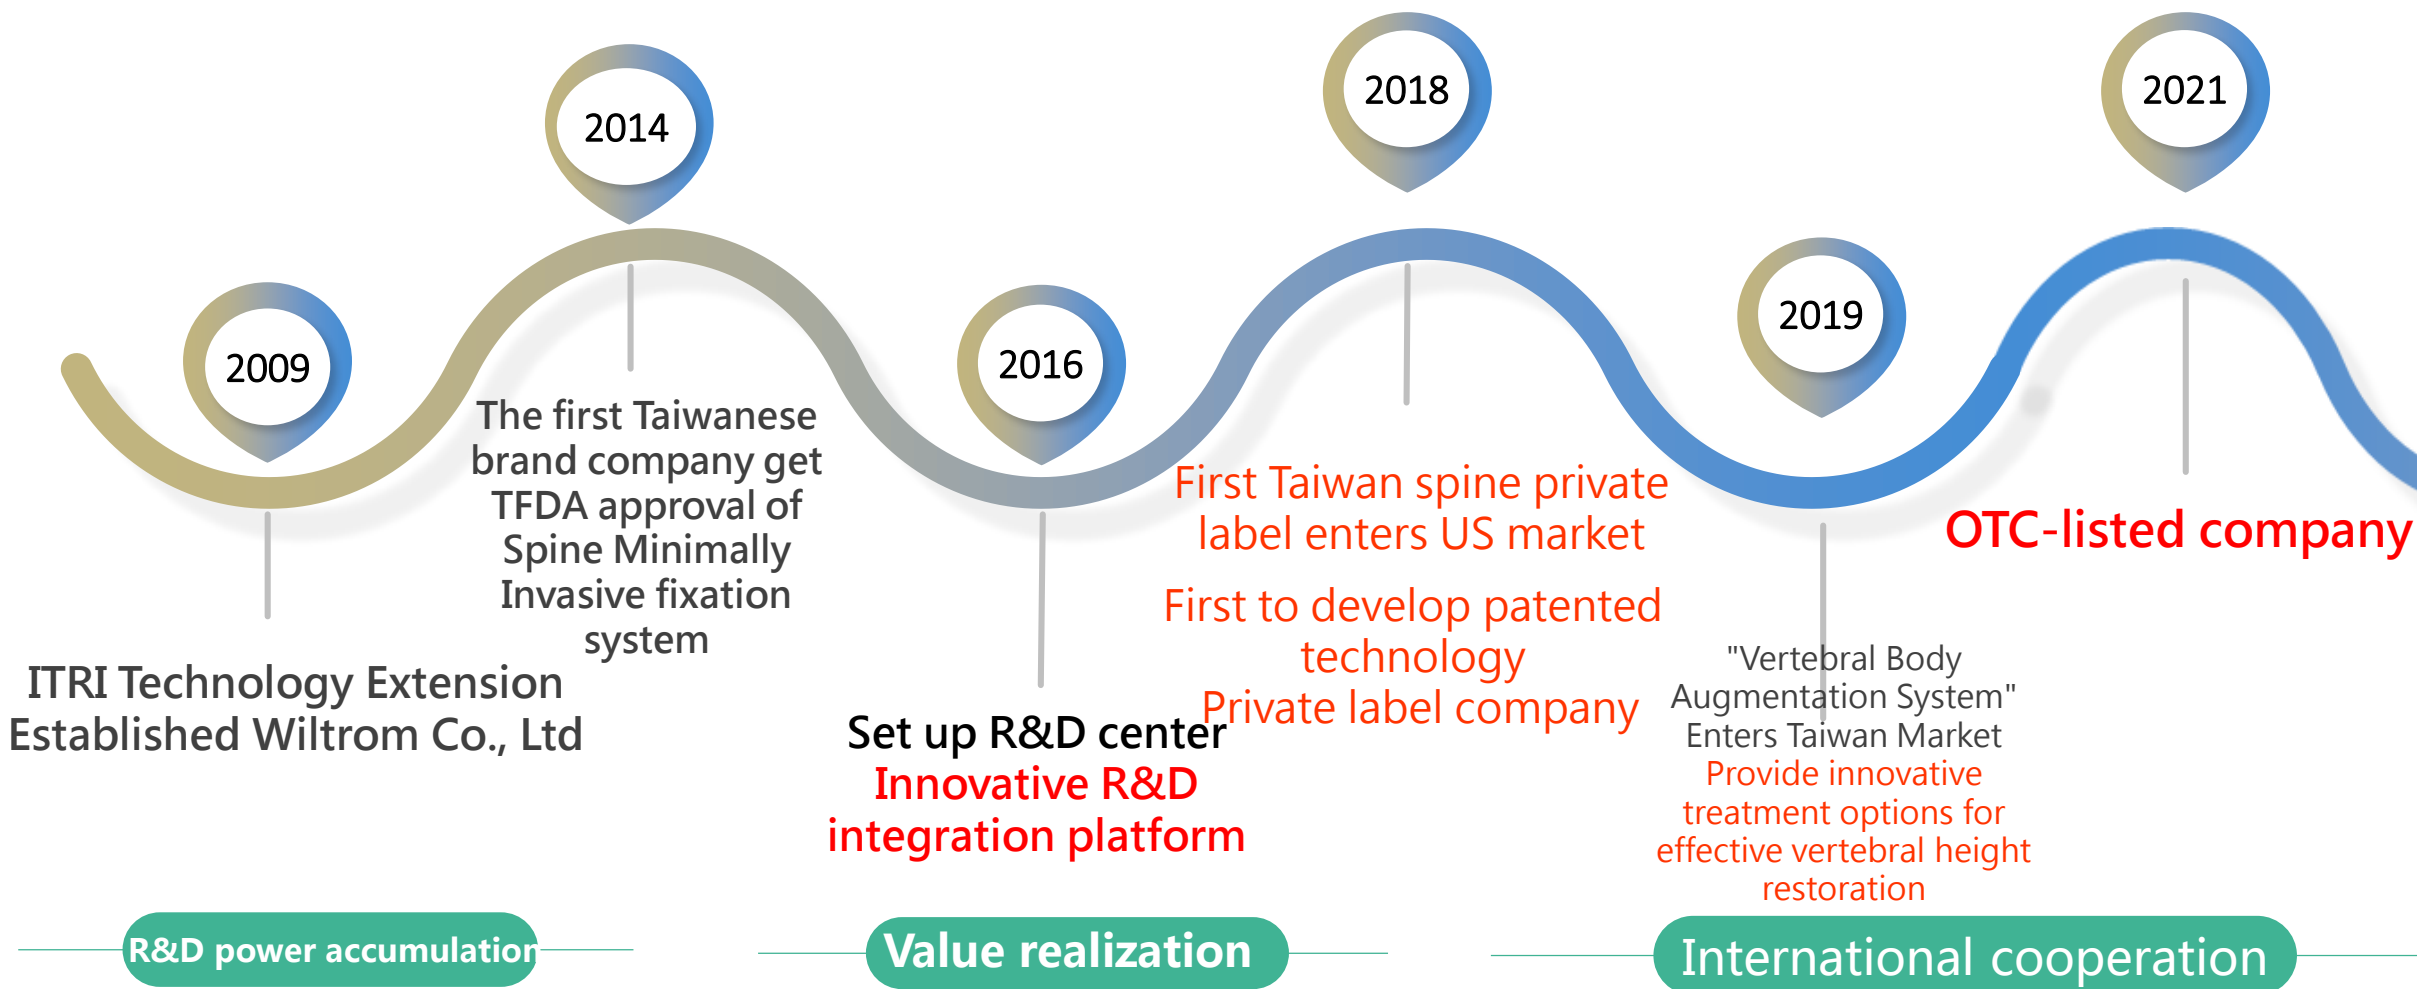 2009
ITRI Technology Extension
Established Wiltrom Co., Ltd
2014
The first Taiwanese
brand company get
TFDA approval of
Spine Minimally
Invasive fixation
system
2016
Set up R&D center
Innovative R&D
integration platform
2018
First Taiwan spine private
label enters US market
First to develop patented
technology
Private label company
2019
"Vertebral Body
Augmentation System"
Enters Taiwan Market
Provide innovative
treatment options for
effective vertebral height
restoration
2021
OTC-listed company
R&D power accumulation
Value realization
International cooperation